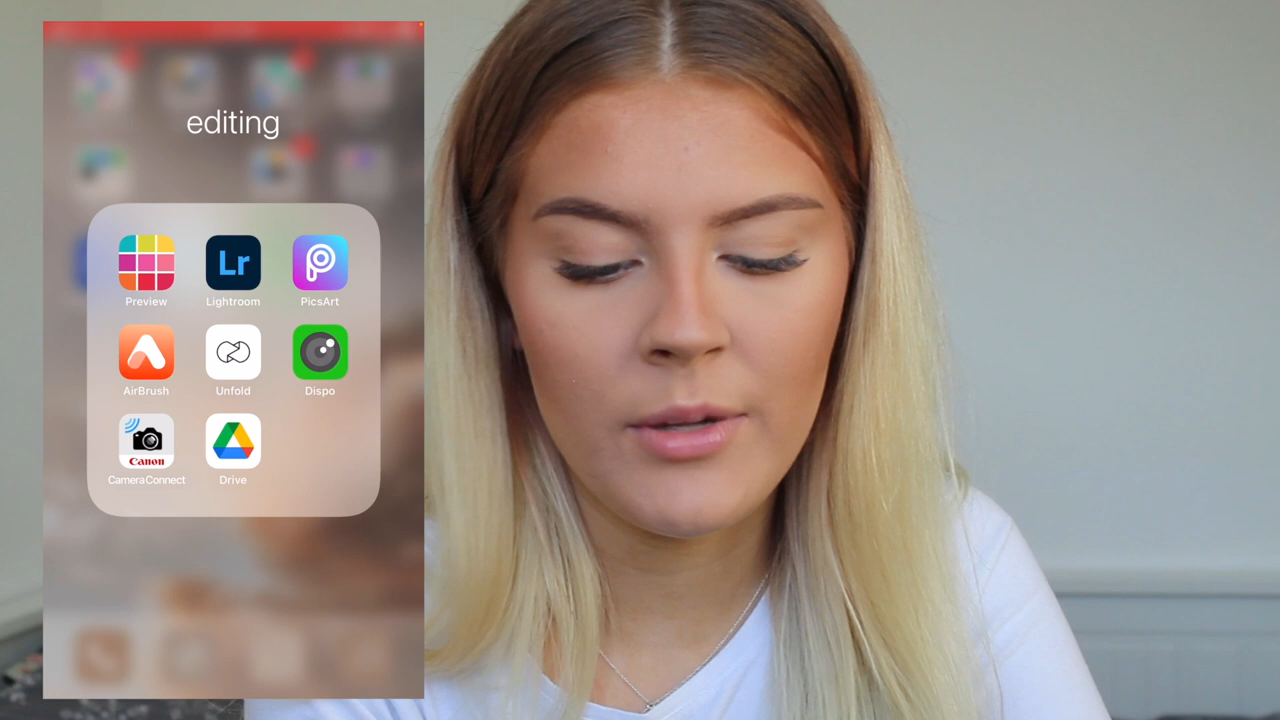 editing
Preview
Lr
Lightroom
PicsArt
AirBrush
Unfold
Dispo
Canon
CameraConnect
Drive